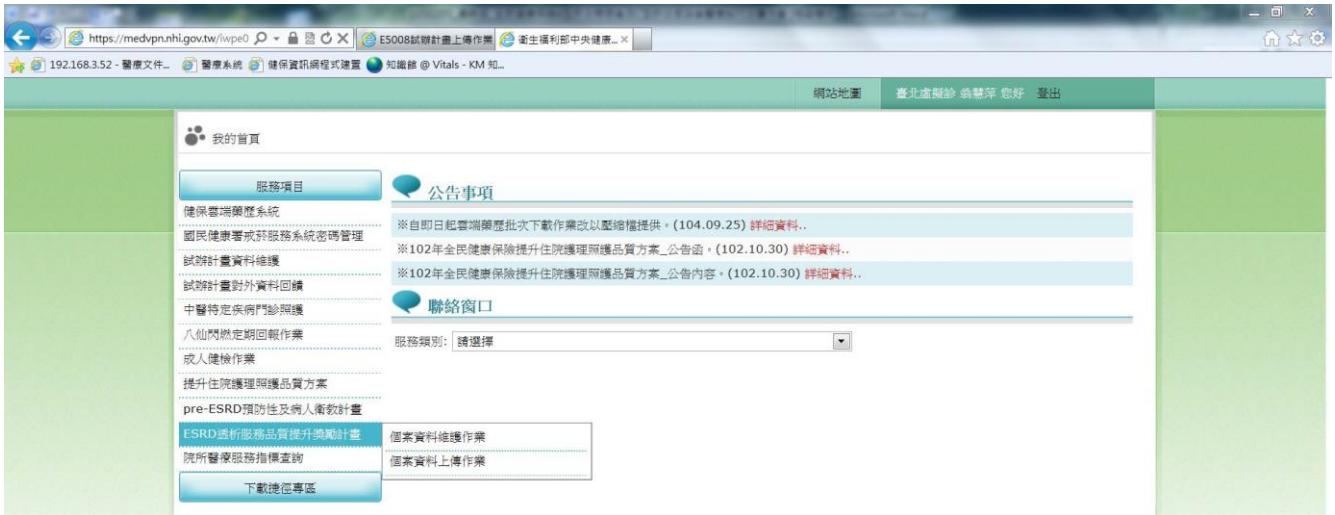 https://medvpn.nhi.gov.tw/iwpe0
E5008試辦計畫上傳作業
衛生福利部中央健康...
192.168.3.52 - 醫療文件...
醫療系統
健保資訊網程式建置
知識館 @ Vitals - KM 知...
網站地圖
臺北虛擬診 翁慧萍 您好 登出
我的首頁
服務項目
健保雲端藥歷系統
國民健康署戒菸服務系統密碼管理
試辦計畫資料維護
試辦計畫對外資料回饋
中醫特定疾病門診照護
八仙閃燃定期回報作業
成人健檢作業
提升住院護理照護品質方案
pre-ESRD預防性及病人衛教計畫
ESRD透析服務品質提升獎勵計畫
院所醫療服務指標查詢
下載捷徑專區
公告事項
※自即日起雲端藥歷批次下載作業改以壓縮檔提供。(104.09.25) 詳細資料..
※102年全民健康保險提升住院護理照護品質方案_公告函。(102.10.30) 詳細資料..
※102年全民健康保險提升住院護理照護品質方案_公告內容。(102.10.30) 詳細資料..
聯絡窗口
服務類別: 請選擇
個案資料維護作業
個案資料上傳作業